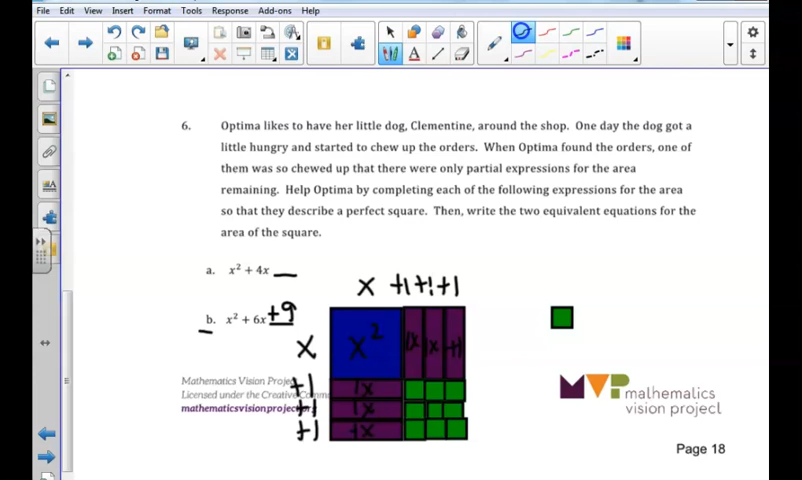 File Edit View Insert Format Tools Response Add-ons Help
6. Optima likes to have her little dog, Clementine, around the shop. One day the dog got a
little hungry and started to chew up the orders. When Optima found the orders, one of
them was so chewed up that there were only partial expressions for the area
remaining. Help Optima by completing each of the following expressions for the area
so that they describe a perfect square. Then, write the two equivalent equations for the
area of the square.
a. x² + 4x __
x +1 +1 +1
b. x² + 6x +9
x x² 1x 1x
+1 1x
+1 1x
+1 1x
Mathematics Vision Project
Licensed under the Creative Comm
mathematicsvisionproject.org
MVP mathematics
vision project
Page 18